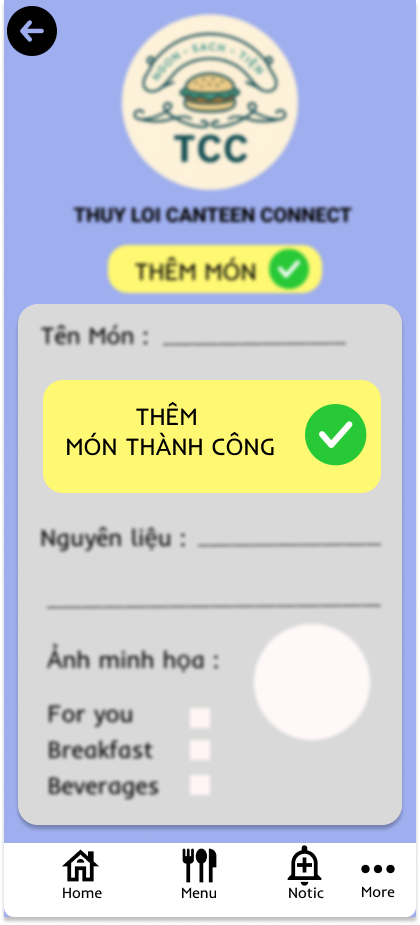 NGON - SẠCH - TIỆN
TCC
THUY LOI CANTEEN CONNECT
THÊM MÓN
Tên Món :
THÊM
MÓN THÀNH CÔNG
Nguyên liệu :
Ảnh minh họa :
For you
Breakfast
Beverages
Home
Menu
Notic
More